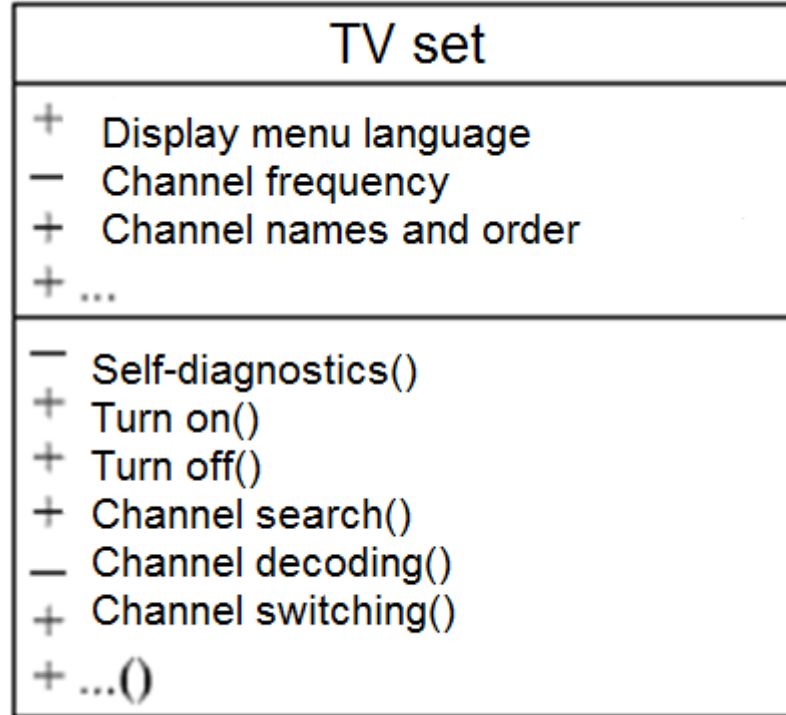 TV set
+ Display menu language
− Channel frequency
+ Channel names and order
+ ...
− Self-diagnostics()
+ Turn on()
+ Turn off()
+ Channel search()
− Channel decoding()
+ Channel switching()
+ ...()